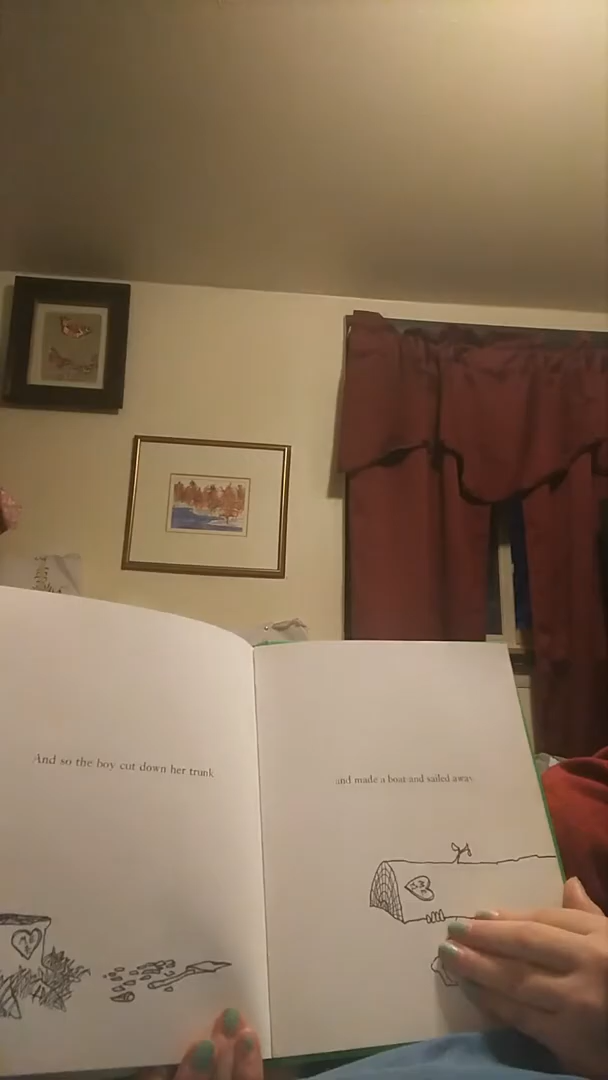 And so the boy cut down her trunk
and made a boat and sailed away.